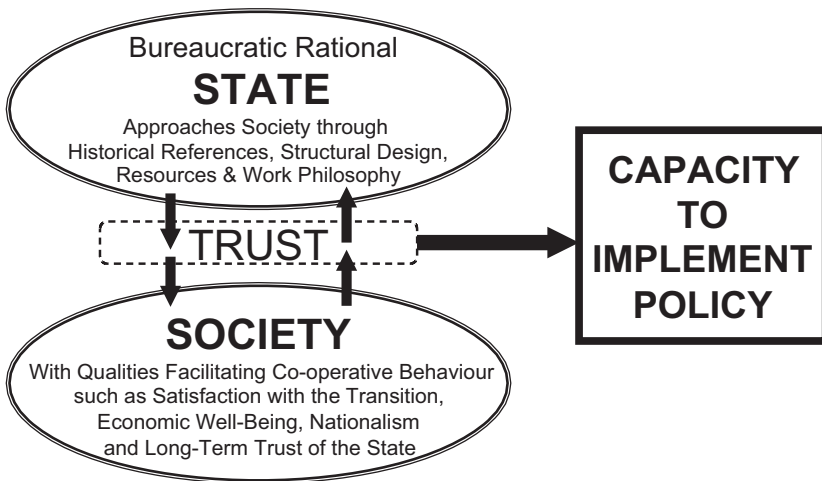 Bureaucratic Rational
STATE
Approaches Society through
Historical References, Structural Design,
Resources & Work Philosophy
TRUST
SOCIETY
With Qualities Facilitating Co-operative Behaviour
such as Satisfaction with the Transition,
Economic Well-Being, Nationalism
and Long-Term Trust of the State
CAPACITY
TO
IMPLEMENT
POLICY